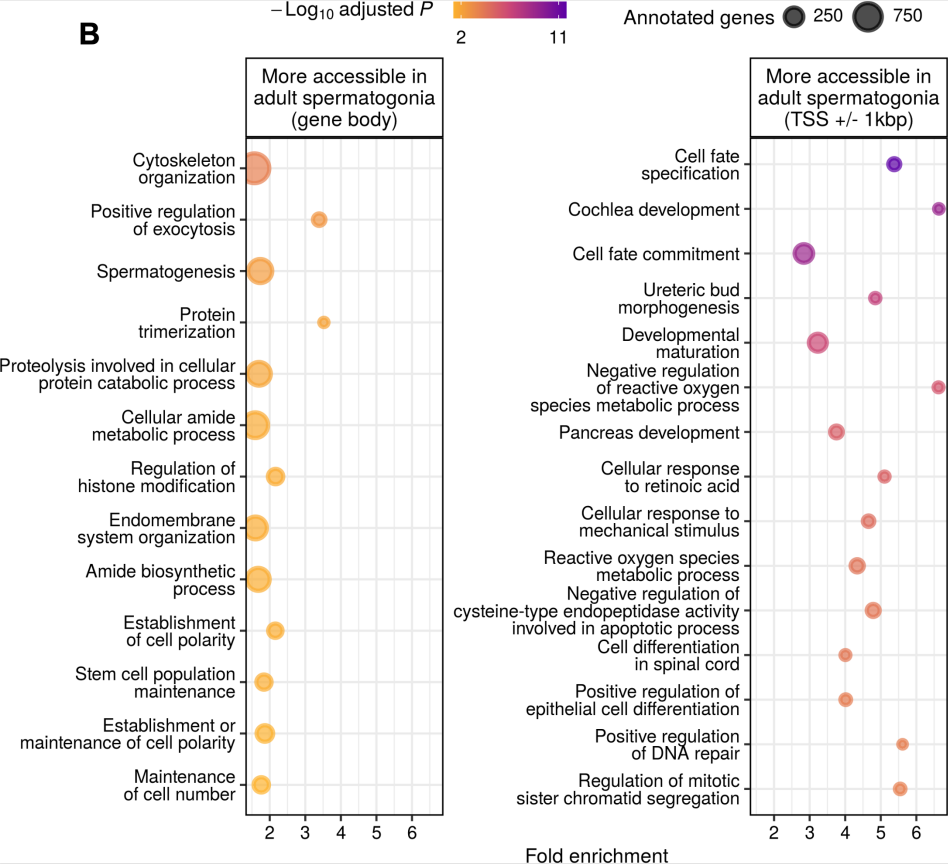 B
−Log10 adjusted P
2 11
Annotated genes 250 750
More accessible in
adult spermatogonia
(gene body)
Cytoskeleton
organization
Positive regulation
of exocytosis
Spermatogenesis
Protein
trimerization
Proteolysis involved in cellular
protein catabolic process
Cellular amide
metabolic process
Regulation of
histone modification
Endomembrane
system organization
Amide biosynthetic
process
Establishment
of cell polarity
Stem cell population
maintenance
Establishment or
maintenance of cell polarity
Maintenance
of cell number
2 3 4 5 6
More accessible in
adult spermatogonia
(TSS +/- 1kbp)
Cell fate
specification
Cochlea development
Cell fate commitment
Ureteric bud
morphogenesis
Developmental
maturation
Negative regulation
of reactive oxygen
species metabolic process
Pancreas development
Cellular response
to retinoic acid
Cellular response to
mechanical stimulus
Reactive oxygen species
metabolic process
Negative regulation of
cysteine-type endopeptidase activity
involved in apoptotic process
Cell differentiation
in spinal cord
Positive regulation of
epithelial cell differentiation
Positive regulation
of DNA repair
Regulation of mitotic
sister chromatid segregation
2 3 4 5 6
Fold enrichment